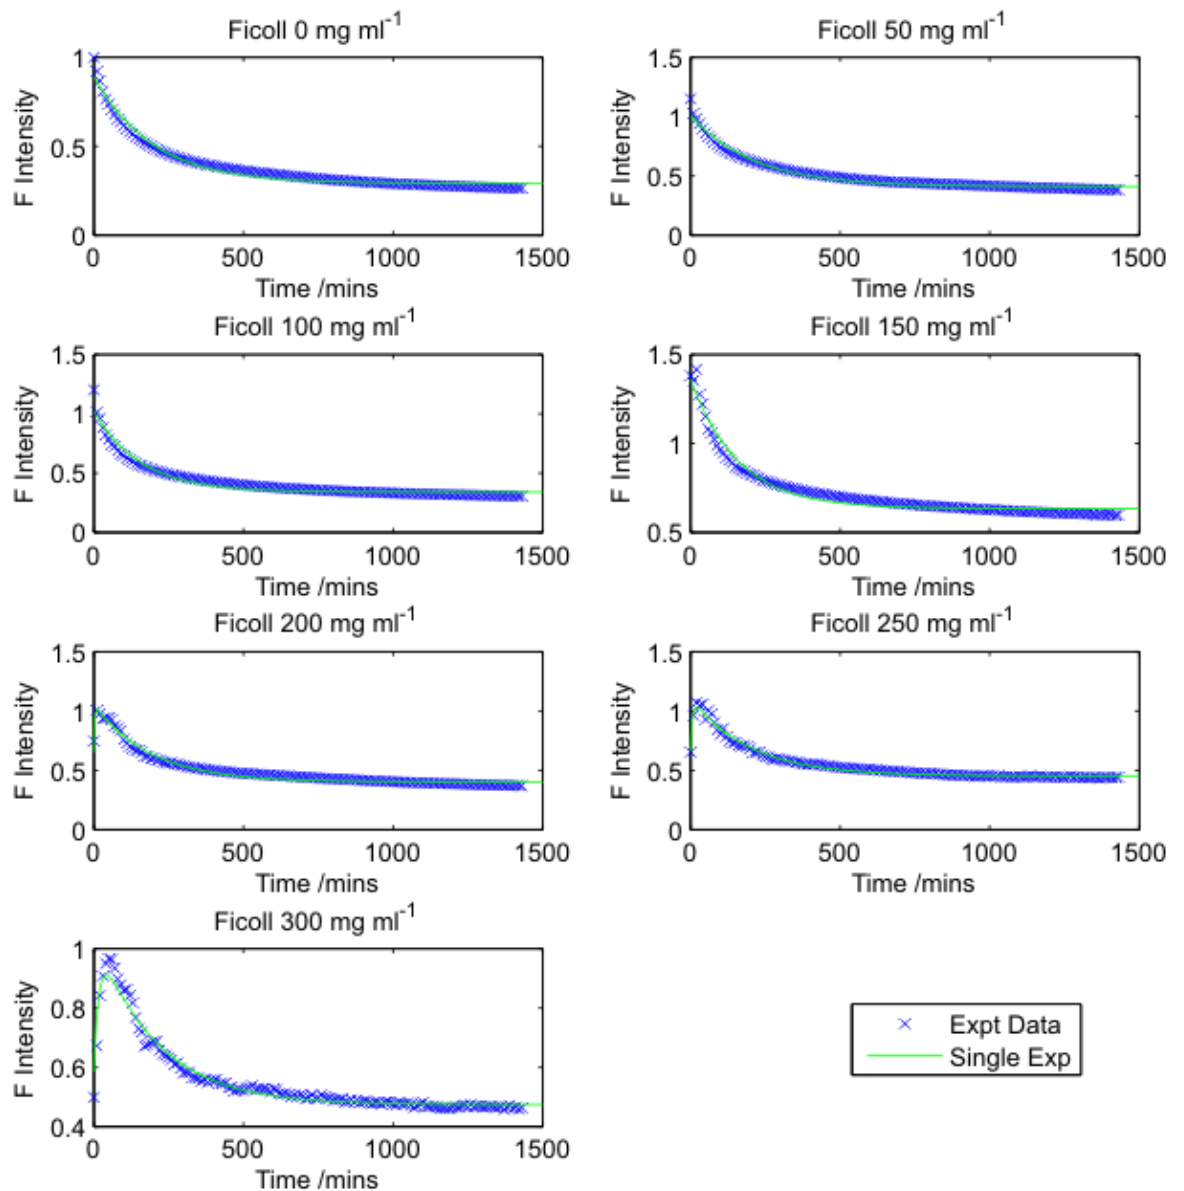 Ficoll 0 mg ml-1
1
0.5
0
F Intensity
0 500 1000 1500
Time /mins
Ficoll 50 mg ml-1
1.5
1
0.5
0
F Intensity
0 500 1000 1500
Time /mins
Ficoll 100 mg ml-1
1.5
1
0.5
0
F Intensity
0 500 1000 1500
Time /mins
Ficoll 150 mg ml-1
1.5
1
0.5
F Intensity
0 500 1000 1500
Time /mins
Ficoll 200 mg ml-1
1.5
1
0.5
0
F Intensity
0 500 1000 1500
Time /mins
Ficoll 250 mg ml-1
1.5
1
0.5
0
F Intensity
0 500 1000 1500
Time /mins
Ficoll 300 mg ml-1
1
0.8
0.6
0.4
F Intensity
0 500 1000 1500
Time /mins
Expt Data
Single Exp